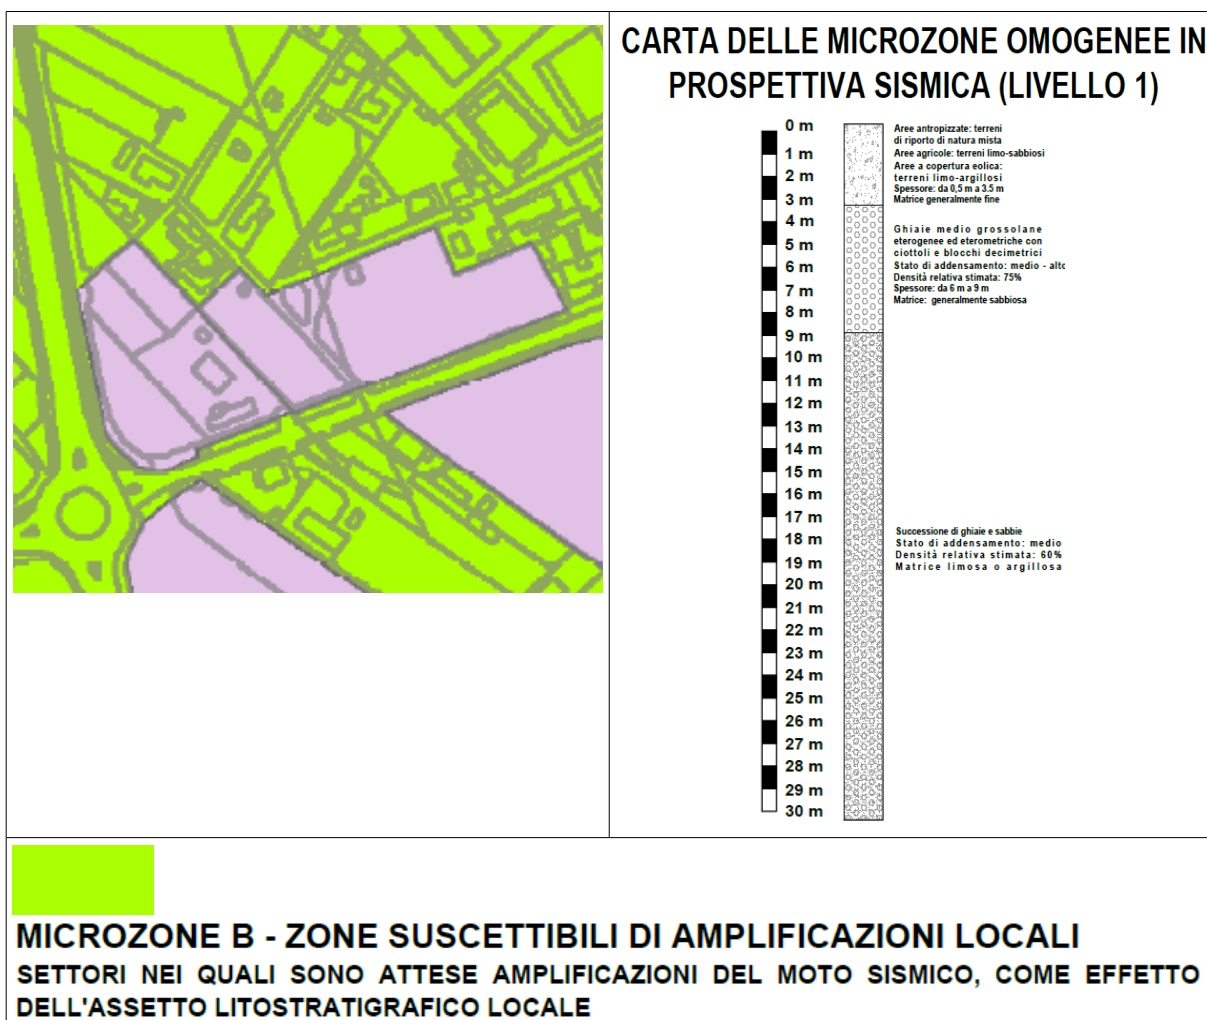 CARTA DELLE MICROZONE OMOGENEE IN
PROSPETTIVA SISMICA (LIVELLO 1)
0 m
1 m
2 m
3 m
4 m
5 m
6 m
7 m
8 m
9 m
10 m
11 m
12 m
13 m
14 m
15 m
16 m
17 m
18 m
19 m
20 m
21 m
22 m
23 m
24 m
25 m
26 m
27 m
28 m
29 m
30 m
Aree antropizzate: terreni
di riporto di natura mista
Aree agricole: terreni limo-sabbiosi
Aree a copertura eolica:
terreni limo-argillosi
Spessore: da 0,5 m a 3.5 m
Matrice generalmente fine
Ghiaie medio grossolane
eterogenee ed eterometriche con
ciottoli e blocchi decimetrici
Stato di addensamento: medio - alto
Densità relativa stimata: 75%
Spessore: da 6 m a 9 m
Matrice: generalmente sabbiosa
Successione di ghiaie e sabbie
Stato di addensamento: medio
Densità relativa stimata: 60%
Matrice limosa o argillosa
MICROZONE B - ZONE SUSCETTIBILI DI AMPLIFICAZIONI LOCALI
SETTORI NEI QUALI SONO ATTESE AMPLIFICAZIONI DEL MOTO SISMICO, COME EFFETTO
DELL'ASSETTO LITOSTRATIGRAFICO LOCALE